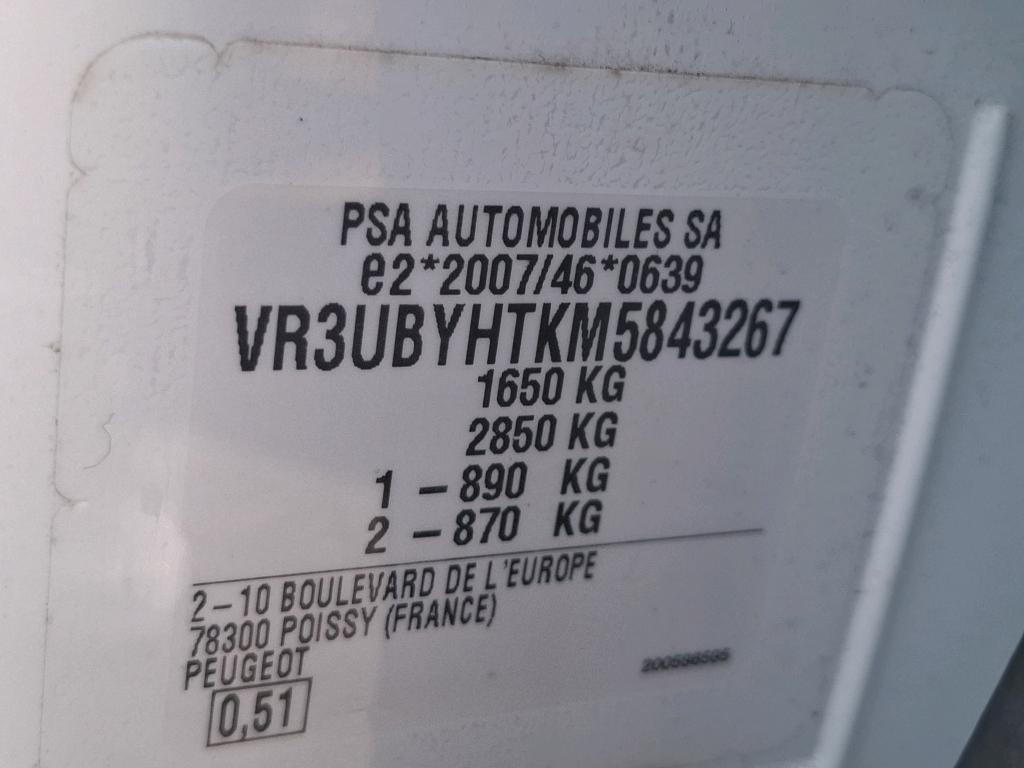 PSA AUTOMOBILES SA
e2*2007/46*0639
VR3UBYHTKM5843267
1650 KG
2850 KG
1 - 890 KG
2 - 870 KG
2-10 BOULEVARD DE L'EUROPE
78300 POISSY (FRANCE)
PEUGEOT
0,51